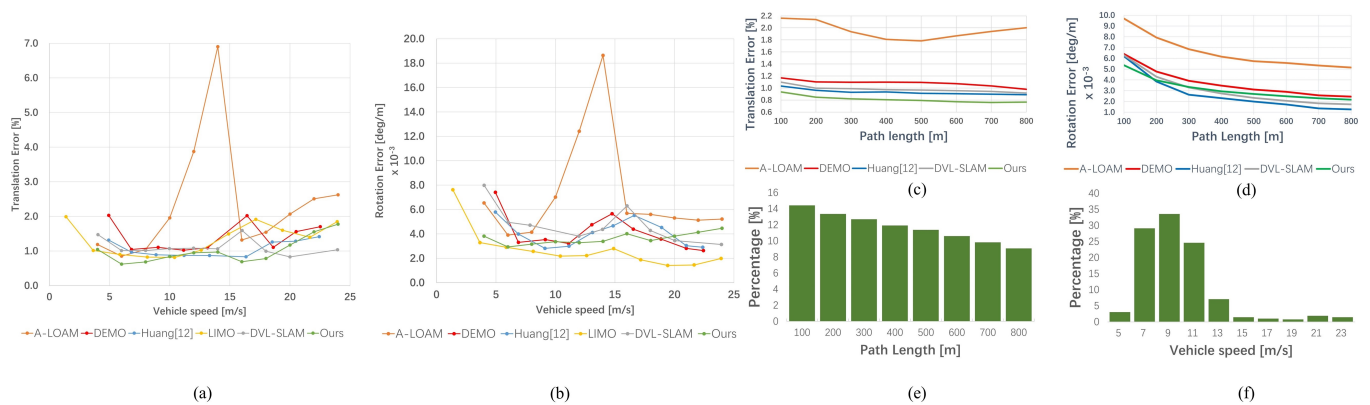 7.0
6.0
5.0
4.0
3.0
2.0
1.0
0.0
Translation Error [%]
0 5 10 15 20 25
Vehicle speed [m/s]
A-LOAM DEMO Huang[12] LIMO DVL-SLAM Ours
(a)
20.0
18.0
16.0
14.0
12.0
10.0
8.0
6.0
4.0
2.0
0.0
Rotation Error [deg/m]
x 10⁻³
0 5 10 15 20 25
Vehicle speed [m/s]
A-LOAM DEMO Huang[12] LIMO DVL-SLAM Ours
(b)
2.2
2.0
1.8
1.6
1.4
1.2
1.0
0.8
0.6
Translation Error [%]
100 200 300 400 500 600 700 800
Path length [m]
A-LOAM DEMO Huang[12] DVL-SLAM Ours
(c)
10.0
9.0
8.0
7.0
6.0
5.0
4.0
3.0
2.0
1.0
Rotation Error [deg/m]
x 10⁻³
100 200 300 400 500 600 700 800
Path Length [m]
A-LOAM DEMO Huang[12] DVL-SLAM Ours
(d)
16
14
12
10
8
6
4
2
0
Percentage [%]
100 200 300 400 500 600 700 800
Path Length [m]
(e)
40
35
30
25
20
15
10
5
0
Percentage [%]
5 7 9 11 13 15 17 19 21 23
Vehicle speed [m/s]
(f)